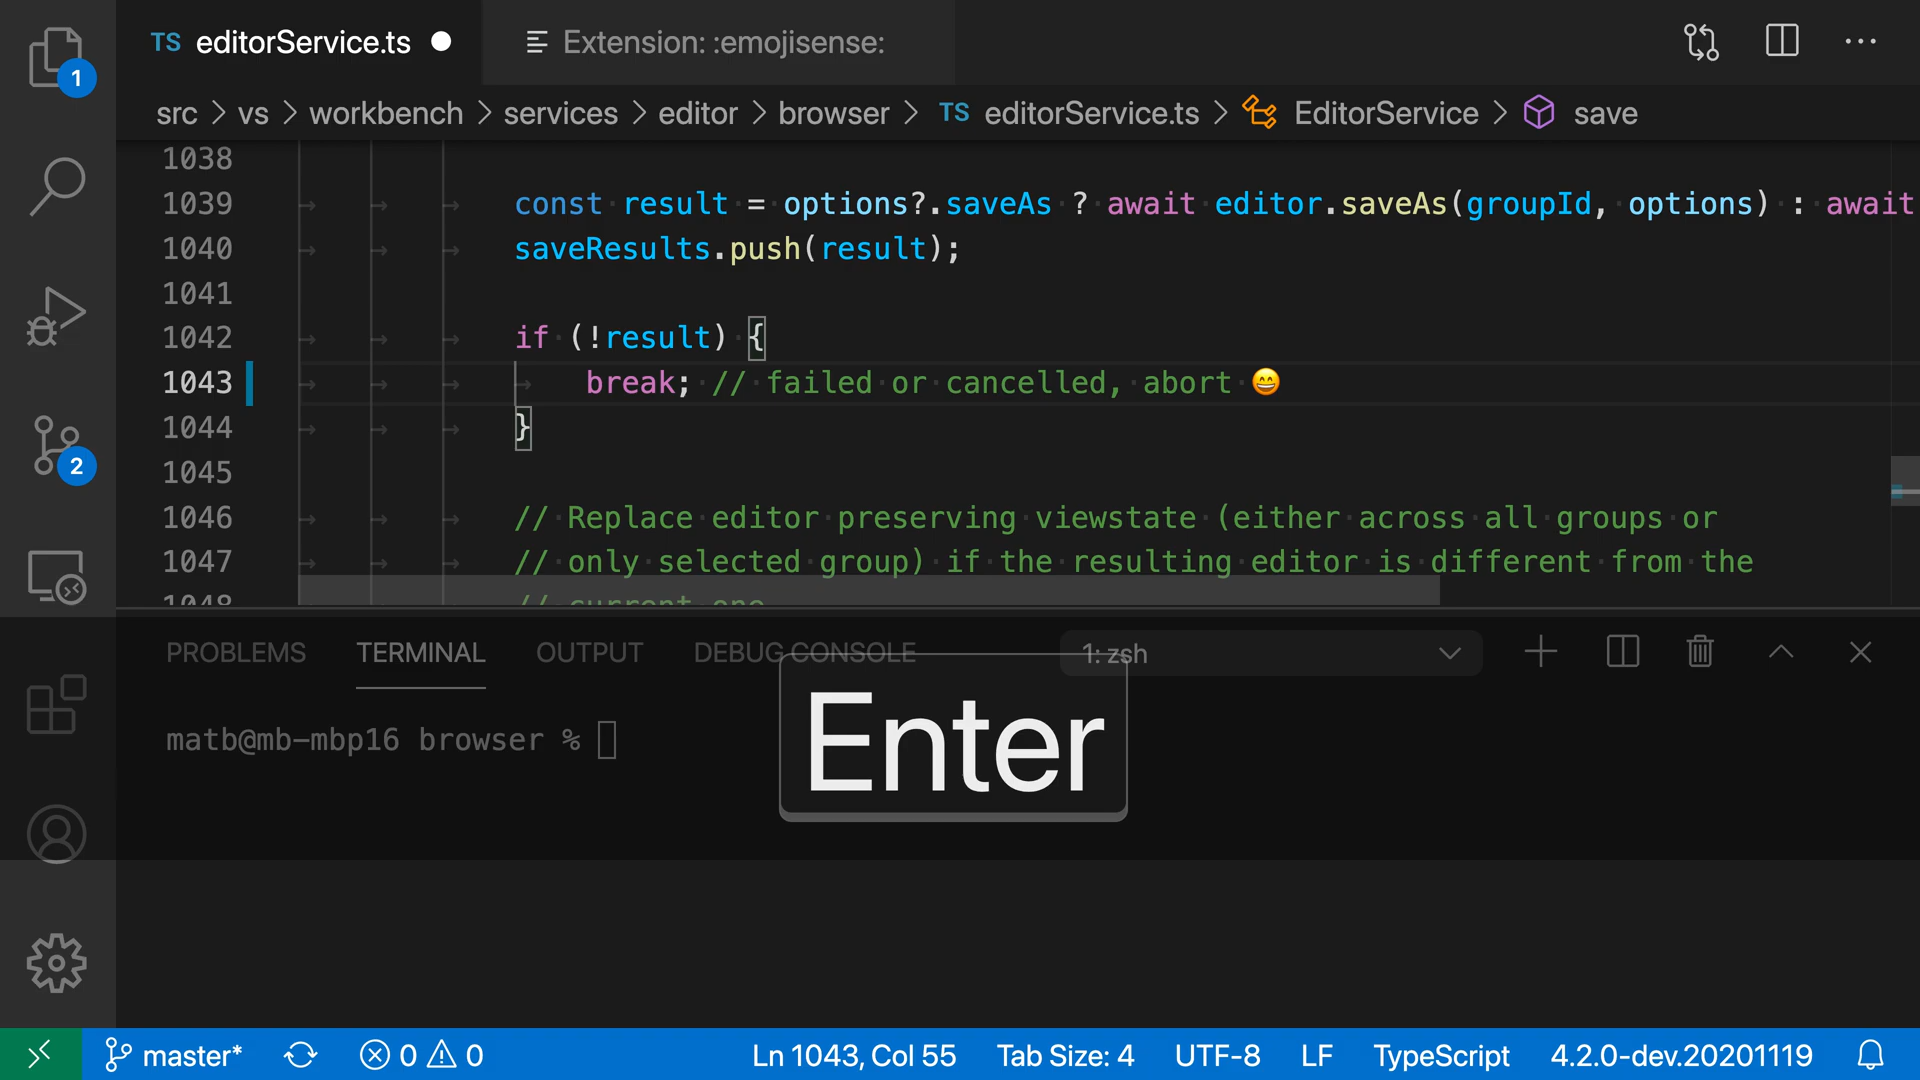 TS editorService.ts Extension: :emojisense:
1
src > vs > workbench > services > editor > browser > TS editorService.ts > EditorService > save
1038
1039 const result = options?.saveAs ? await editor.saveAs(groupId, options) : await
1040 saveResults.push(result);
1041
1042 if (!result) {
1043 break; // failed or cancelled, abort 😄
1044 }
2
1045
1046 // Replace editor preserving viewstate (either across all groups or
1047 // only selected group) if the resulting editor is different from the
1048 // current one
PROBLEMS TERMINAL OUTPUT DEBUG CONSOLE 1: zsh
matb@mb-mbp16 browser %
Enter
master* 0 0 Ln 1043, Col 55 Tab Size: 4 UTF-8 LF TypeScript 4.2.0-dev.20201119